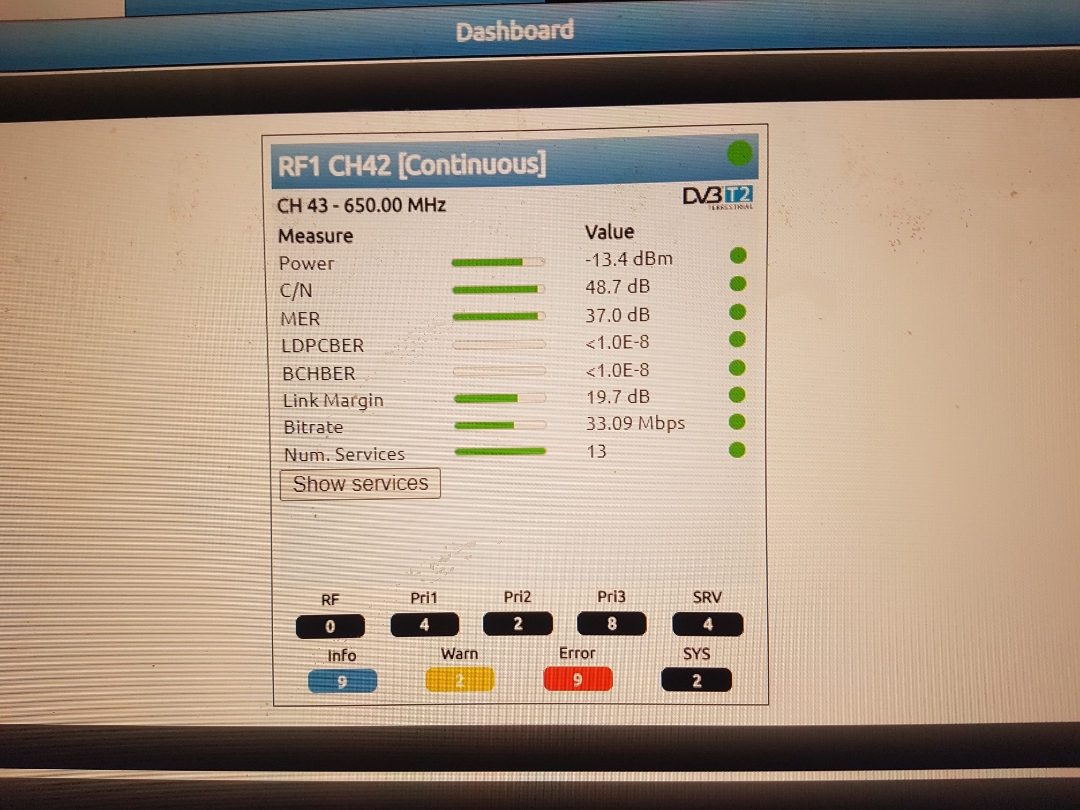 Dashboard
RF1 CH42 [Continuous]
CH 43 - 650.00 MHz
DVB T2
TERRESTRIAL
Measure Value
Power -13.4 dBm
C/N 48.7 dB
MER 37.0 dB
LDPCBER <1.0E-8
BCHBER <1.0E-8
Link Margin 19.7 dB
Bitrate 33.09 Mbps
Num. Services 13
Show services
RF Pri1 Pri2 Pri3 SRV
0 4 2 8 4
Info Warn Error SYS
9 2 9 2